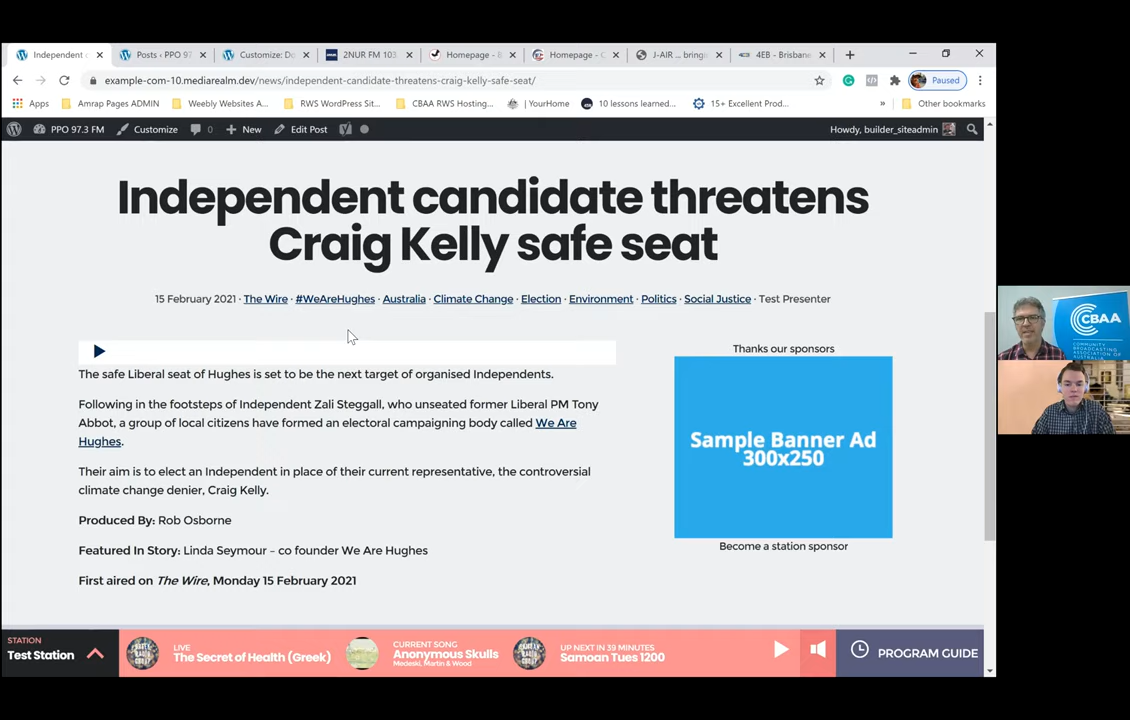 Independent c
Posts ‹ PPO 97
Customize: Do
2NUR FM 103
Homepage - B
Homepage - C
J-AIR ... bring
4EB - Brisbane
example-com-10.mediarealm.dev/news/independent-candidate-threatens-craig-kelly-safe-seat/
Paused
Apps
Amrap Pages ADMIN
Weebly Websites A...
RWS WordPress Sit...
CBAA RWS Hosting...
| YourHome
10 lessons learned...
15+ Excellent Prod...
»
Other bookmarks
PPO 97.3 FM
Customize
0
New
Edit Post
Howdy, builder_siteadmin
Independent candidate threatens
Craig Kelly safe seat
15 February 2021 · The Wire · #WeAreHughes · Australia · Climate Change · Election · Environment · Politics · Social Justice · Test Presenter
The safe Liberal seat of Hughes is set to be the next target of organised Independents.
Following in the footsteps of Independent Zali Steggall, who unseated former Liberal PM Tony
Abbot, a group of local citizens have formed an electoral campaigning body called We Are
Hughes.
Their aim is to elect an Independent in place of their current representative, the controversial
climate change denier, Craig Kelly.
Produced By: Rob Osborne
Featured In Story: Linda Seymour – co founder We Are Hughes
First aired on The Wire, Monday 15 February 2021
Thanks our sponsors
Sample Banner Ad
300x250
Become a station sponsor
CBAA
COMMUNITY
BROADCASTING
ASSOCIATION OF
AUSTRALIA
STATION
Test Station
LIVE
The Secret of Health (Greek)
CURRENT SONG
Anonymous Skulls
Medeski, Martin & Wood
UP NEXT IN 39 MINUTES
Samoan Tues 1200
PROGRAM GUIDE